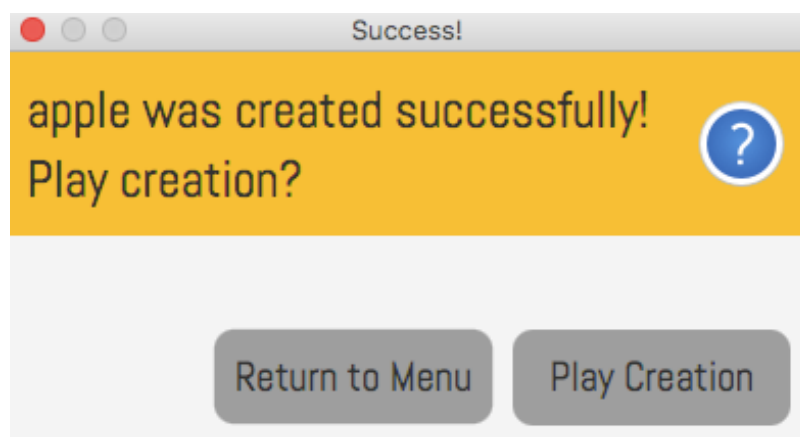 Success!
apple was created successfully!
Play creation?
?
Return to Menu
Play Creation